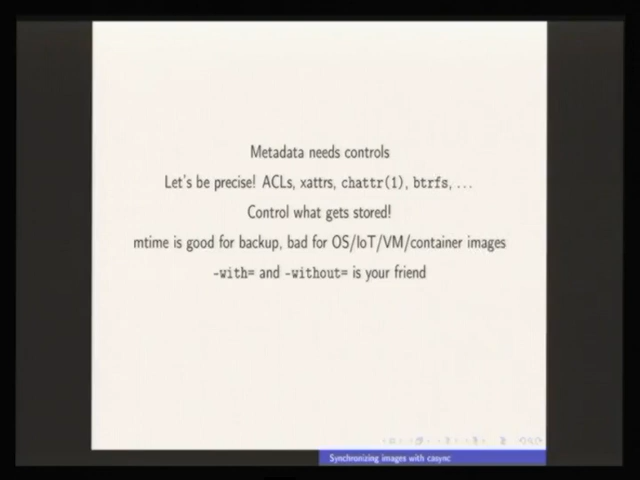 Metadata needs controls
Let's be precise! ACLs, xattrs, chattr(1), btrfs, ...
Control what gets stored!
mtime is good for backup, bad for OS/IoT/VM/container images
-with= and -without= is your friend
Synchronizing images with casync